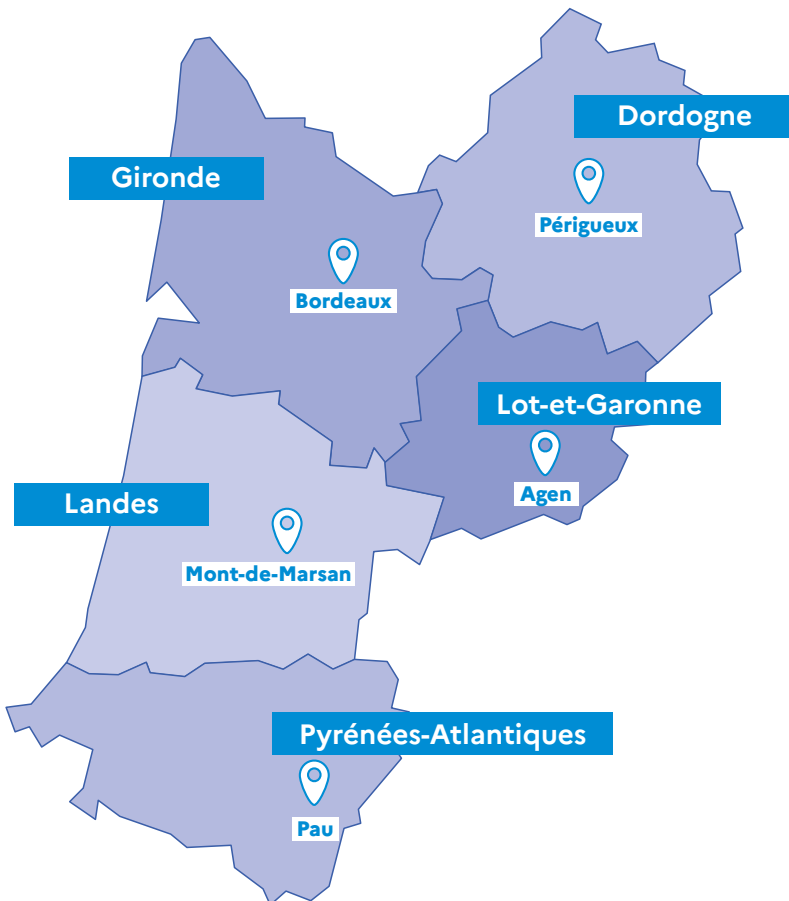 Dordogne
Gironde
Périgueux
Bordeaux
Lot-et-Garonne
Agen
Landes
Mont-de-Marsan
Pyrénées-Atlantiques
Pau